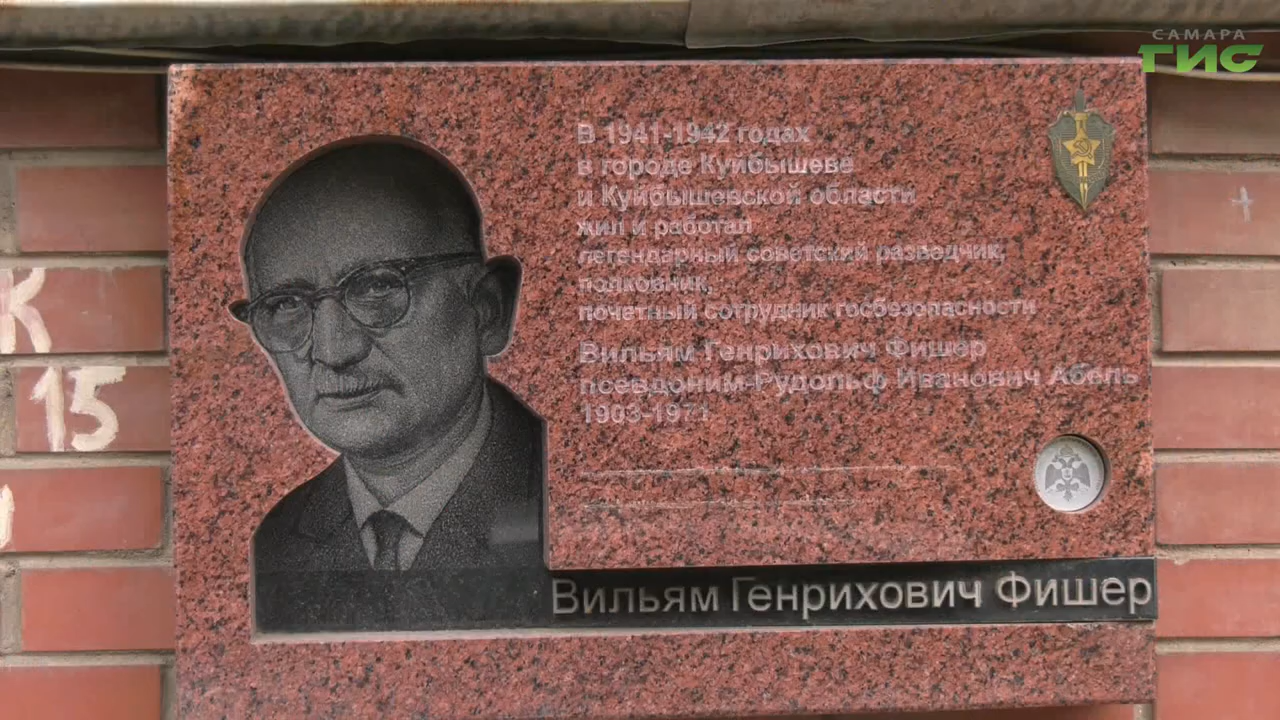 САМАРА
ГИС
В 1941-1942 годах
в городе Куйбышеве
и Куйбышевской области
жил и работал
легендарный советский разведчик,
полковник,
почетный сотрудник госбезопасности
Вильям Генрихович Фишер
псевдоним-Рудольф Иванович Абель
1903-1971
К
15
Вильям Генрихович Фишер